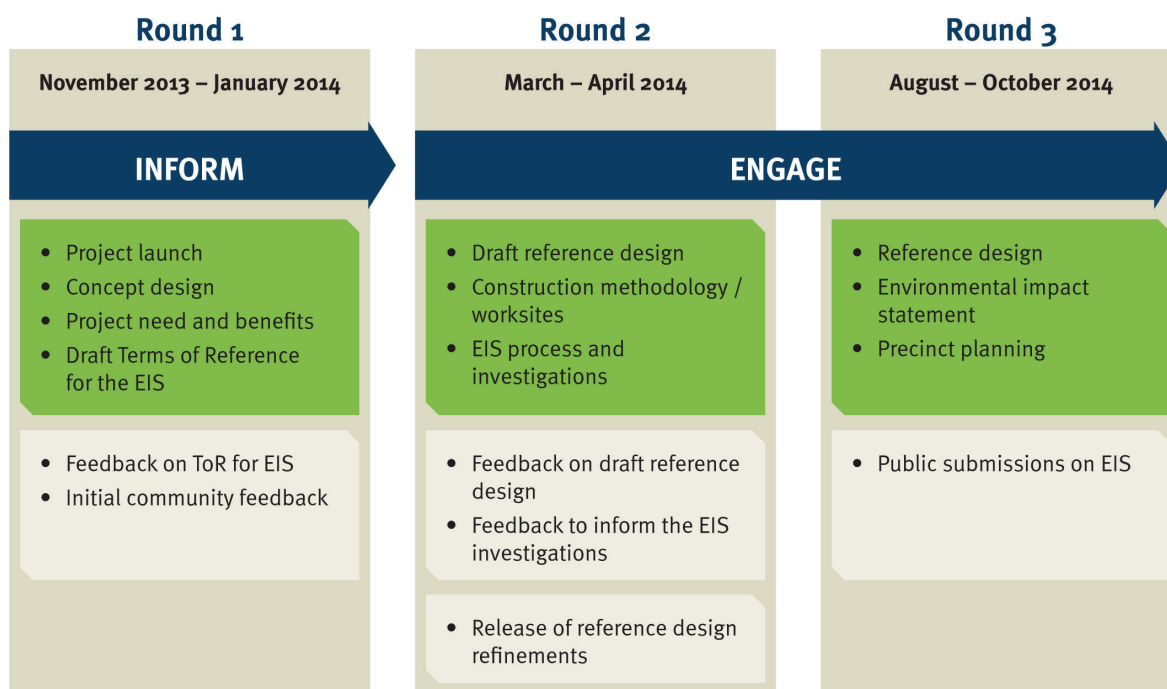 Round 1
November 2013 – January 2014
INFORM
• Project launch
• Concept design
• Project need and benefits
• Draft Terms of Reference
for the EIS
• Feedback on ToR for EIS
• Initial community feedback
Round 2
March – April 2014
ENGAGE
• Draft reference design
• Construction methodology /
worksites
• EIS process and
investigations
• Feedback on draft reference
design
• Feedback to inform the EIS
investigations
• Release of reference design
refinements
Round 3
August – October 2014
• Reference design
• Environmental impact
statement
• Precinct planning
• Public submissions on EIS